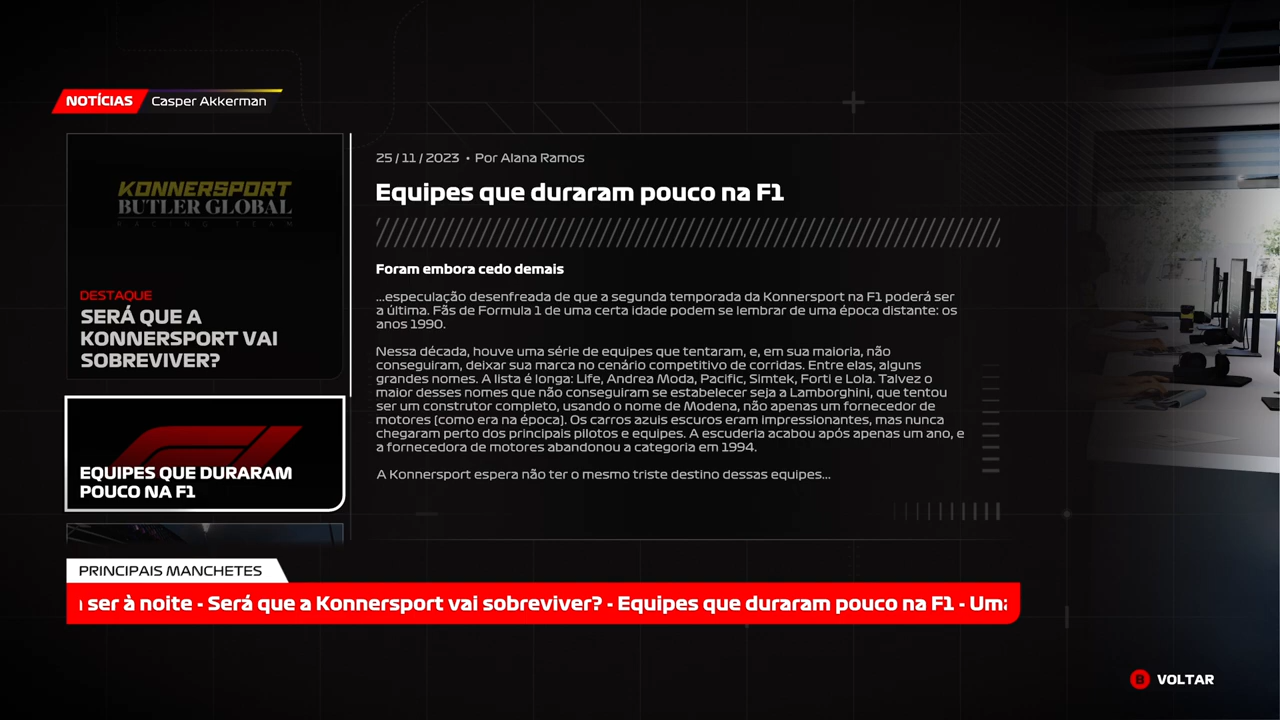 NOTÍCIAS Casper Akkerman
KONNERSPORT
BUTLER GLOBAL
RACING TEAM
DESTAQUE
SERÁ QUE A
KONNERSPORT VAI
SOBREVIVER?
EQUIPES QUE DURARAM
POUCO NA F1
25/11/2023 • Por Alana Ramos
Equipes que duraram pouco na F1
Foram embora cedo demais
...especulação desenfreada de que a segunda temporada da Konnersport na F1 poderá ser
a última. Fãs de Formula 1 de uma certa idade podem se lembrar de uma época distante: os
anos 1990.
Nessa década, houve uma série de equipes que tentaram, e, em sua maioria, não
conseguiram, deixar sua marca no cenário competitivo de corridas. Entre elas, alguns
grandes nomes. A lista é longa: Life, Andrea Moda, Pacific, Simtek, Forti e Lola. Talvez o
maior desses nomes que não conseguiram se estabelecer seja a Lamborghini, que tentou
ser um construtor completo, usando o nome de Modena, não apenas um fornecedor de
motores (como era na época). Os carros azuis escuros eram impressionantes, mas nunca
chegaram perto dos principais pilotos e equipes. A escuderia acabou após apenas um ano, e
a fornecedora de motores abandonou a categoria em 1994.
A Konnersport espera não ter o mesmo triste destino dessas equipes...
PRINCIPAIS MANCHETES
ser à noite - Será que a Konnersport vai sobreviver? - Equipes que duraram pouco na F1 - Uma
B VOLTAR